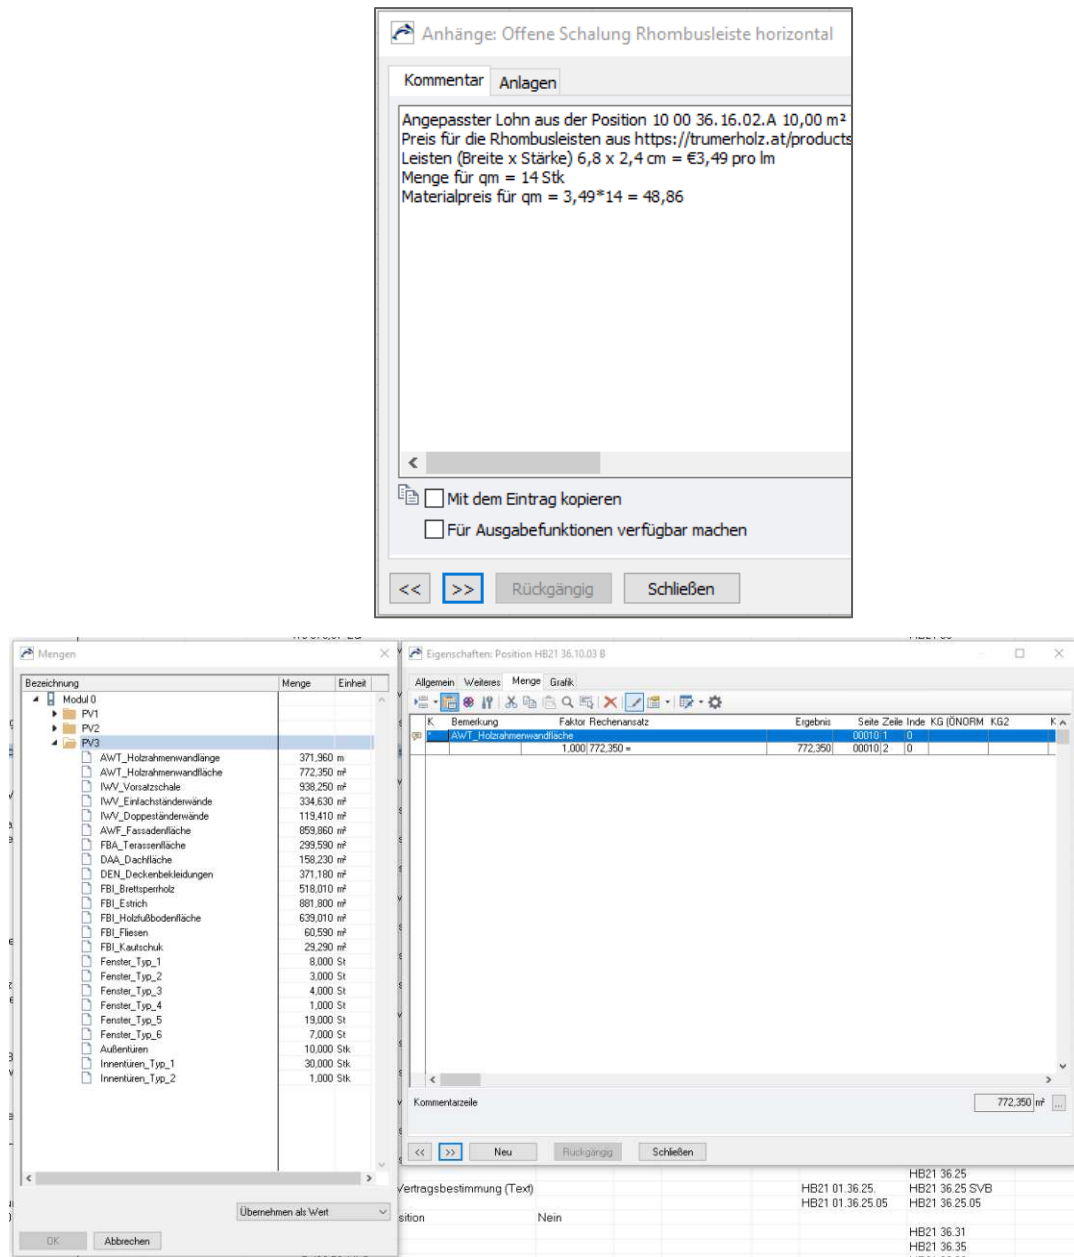 Anhänge: Offene Schalung Rhombusleiste horizontal
Kommentar Anlagen
Angepasster Lohn aus der Position 10 00 36.16.02.A 10,00 m²
Preis für die Rhombusleisten aus https://trumerholz.at/products
Leisten (Breite x Stärke) 6,8 x 2,4 cm = €3,49 pro lm
Menge für qm = 14 Stk
Materialpreis für qm = 3,49*14 = 48,86
Mit dem Eintrag kopieren
Für Ausgabefunktionen verfügbar machen
<< >> Rückgängig Schließen
Mengen
Bezeichnung Menge Einheit
Modul 0
PV1
PV2
PV3
AWT_Holzrahmenwandlänge 371,960 m
AWT_Holzrahmenwandfläche 772,350 m²
IWV_Vorsatzschale 938,250 m²
IWV_Einfachständerwände 334,630 m²
IWV_Doppeständerwände 119,410 m²
AWF_Fassadenfläche 859,860 m²
FBA_Terassenfläche 299,590 m²
DAA_Dachfläche 158,230 m²
DEN_Deckenbekleidungen 371,180 m²
FBI_Brettsperrholz 518,010 m²
FBI_Estrich 881,800 m²
FBI_Holzfußbodenfläche 639,010 m²
FBI_Fliesen 60,590 m²
FBI_Kautschuk 29,290 m²
Fenster_Typ_1 8,000 St
Fenster_Typ_2 3,000 St
Fenster_Typ_3 4,000 St
Fenster_Typ_4 1,000 St
Fenster_Typ_5 19,000 St
Fenster_Typ_6 7,000 St
Außentüren 10,000 Stk
Innentüren_Typ_1 30,000 Stk
Innentüren_Typ_2 1,000 Stk
Übernehmen als Wert
OK Abbrechen
Eigenschaften: Position HB21 36.10.03 B
Allgemein Weiteres Menge Grafik
K Bemerkung Faktor Rechenansatz Ergebnis Seite Zeile Inde KG (ÖNORM KG2 K
* AWT_Holzrahmenwandfläche 00010 1 0
1,000 772,350 = 772,350 00010 2 0
Kommentarzeile 772,350 m² ...
<< >> Neu Rückgängig Schließen
HB21 36.25
Vertragsbestimmung (Text) HB21 01.36.25. HB21 36.25 SVB
HB21 01.36.25.05 HB21 36.25.05
sition Nein
HB21 36.31
HB21 36.35